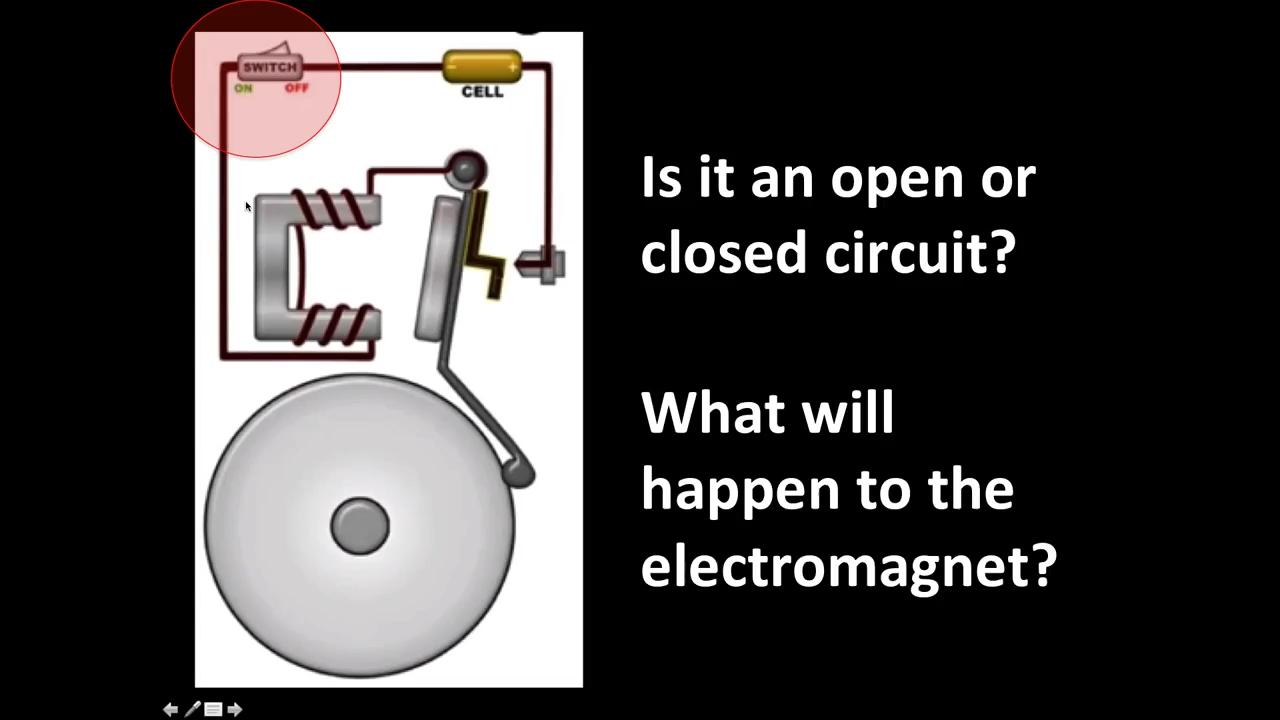 SWITCH
ON OFF
- +
CELL
Is it an open or
closed circuit?
What will
happen to the
electromagnet?